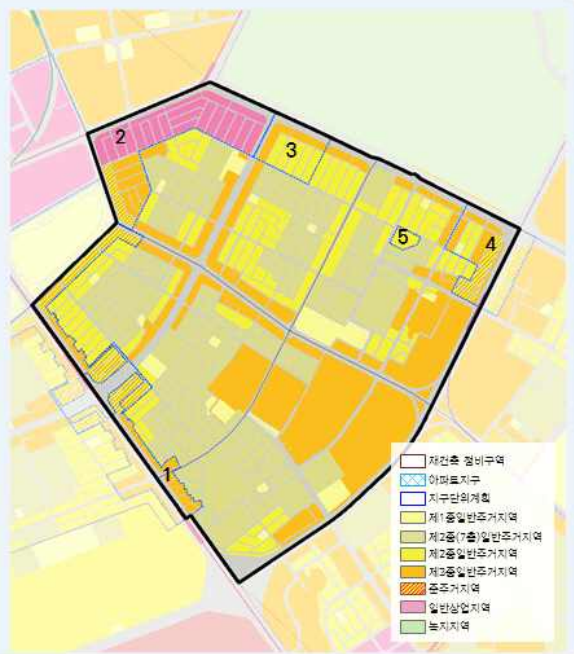 2
3
4
5
1
재건축 정비구역
아파트지구
지구단위계획
제1종일반주거지역
제2종(7층)일반주거지역
제2종일반주거지역
제3종일반주거지역
준주거지역
일반상업지역
녹지지역